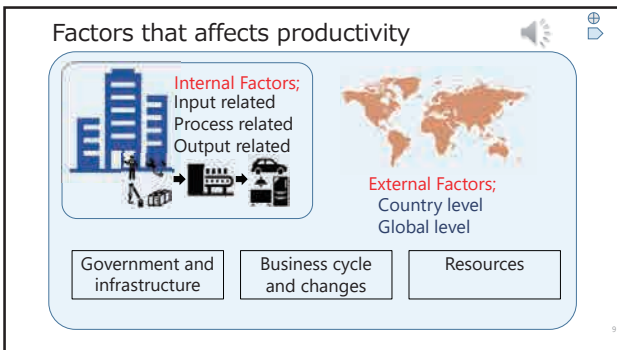 Factors that affects productivity
Internal Factors;
Input related
Process related
Output related
External Factors;
Country level
Global level
Government and
infrastructure
Business cycle
and changes
Resources
9